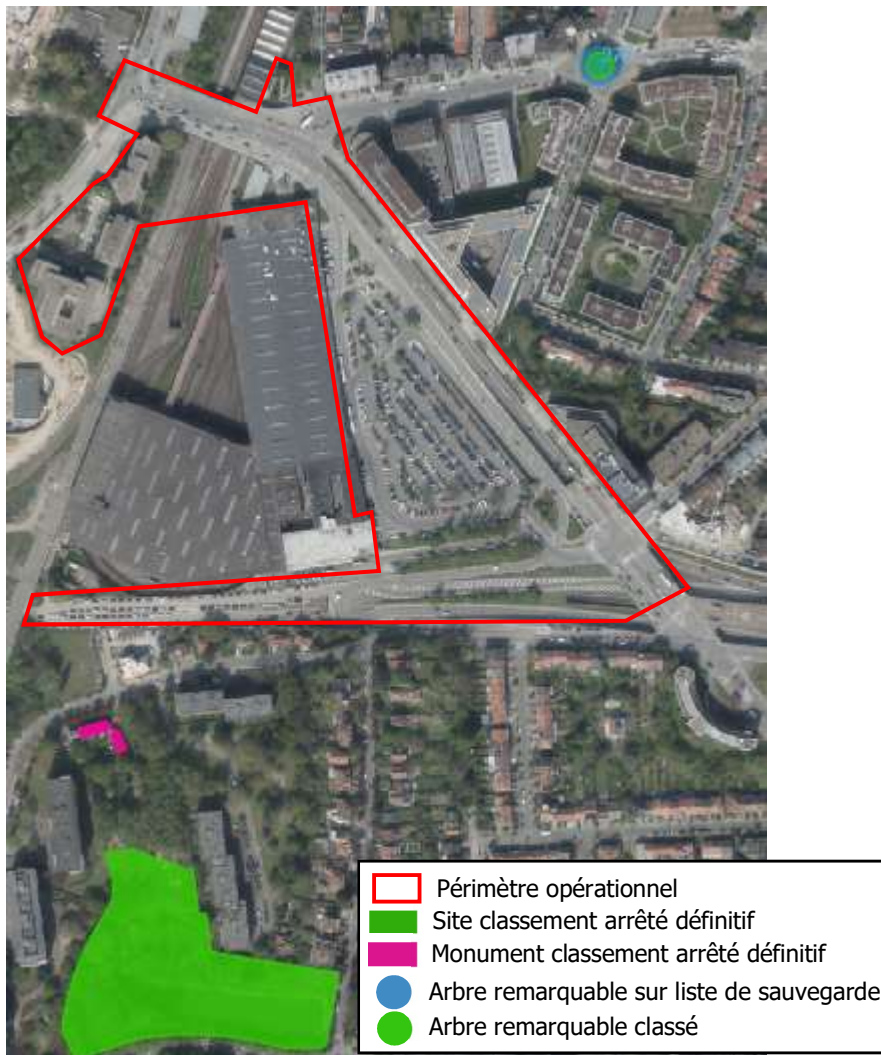 Périmètre opérationnel
Site classement arrêté définitif
Monument classement arrêté définitif
Arbre remarquable sur liste de sauvegarde
Arbre remarquable classé